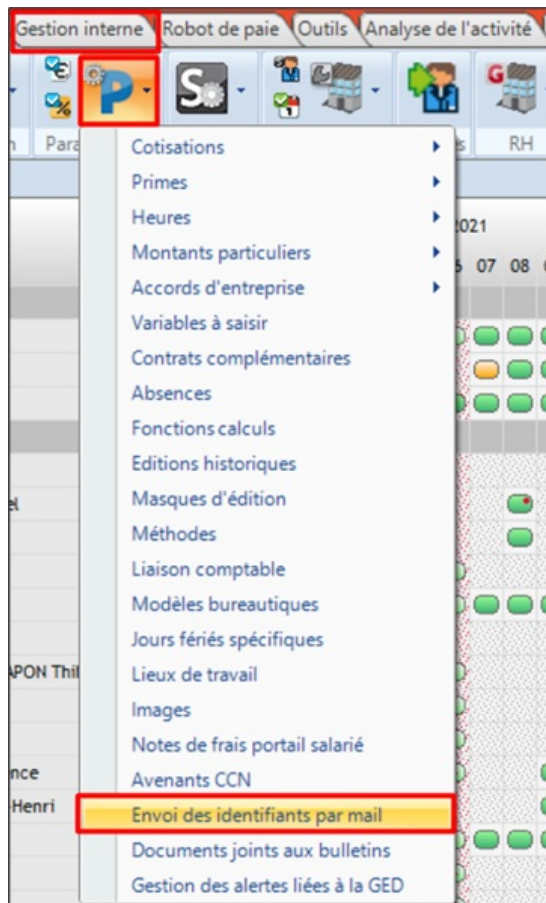 Gestion interne Robot de paie Outils Analyse de l'activité
RH
Cotisations
Primes
Heures
021
Montants particuliers
07 08
Accords d'entreprise
Variables à saisir
Contrats complémentaires
Absences
Fonctions calculs
Editions historiques
Masques d'édition
Méthodes
Liaison comptable
Modèles bureautiques
Jours fériés spécifiques
Lieux de travail
Images
Notes de frais portail salarié
Avenants CCN
Envoi des identifiants par mail
Documents joints aux bulletins
Gestion des alertes liées à la GED